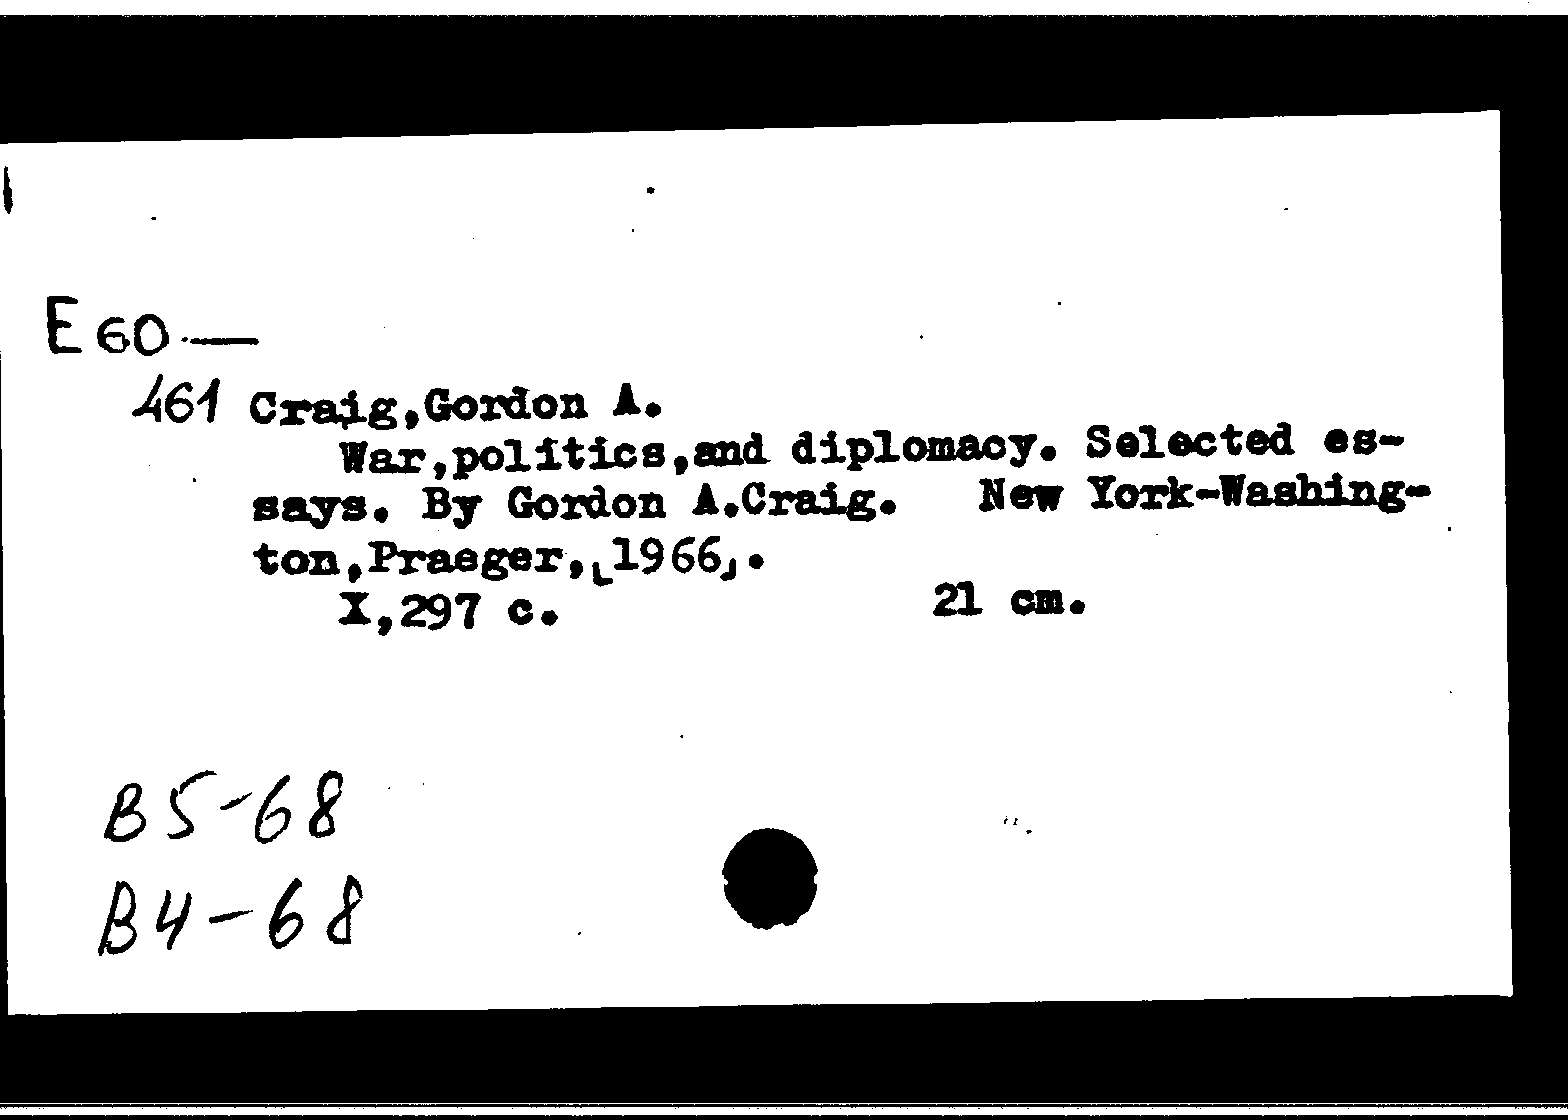 E 60 —
461 Craig,Gordon A.
War,politics,and diplomacy. Selected es-
says. By Gordon A.Craig. New York-Washing-
ton,Praeger,[1966].
X,297 c. 21 cm.
B5-68
B4-68